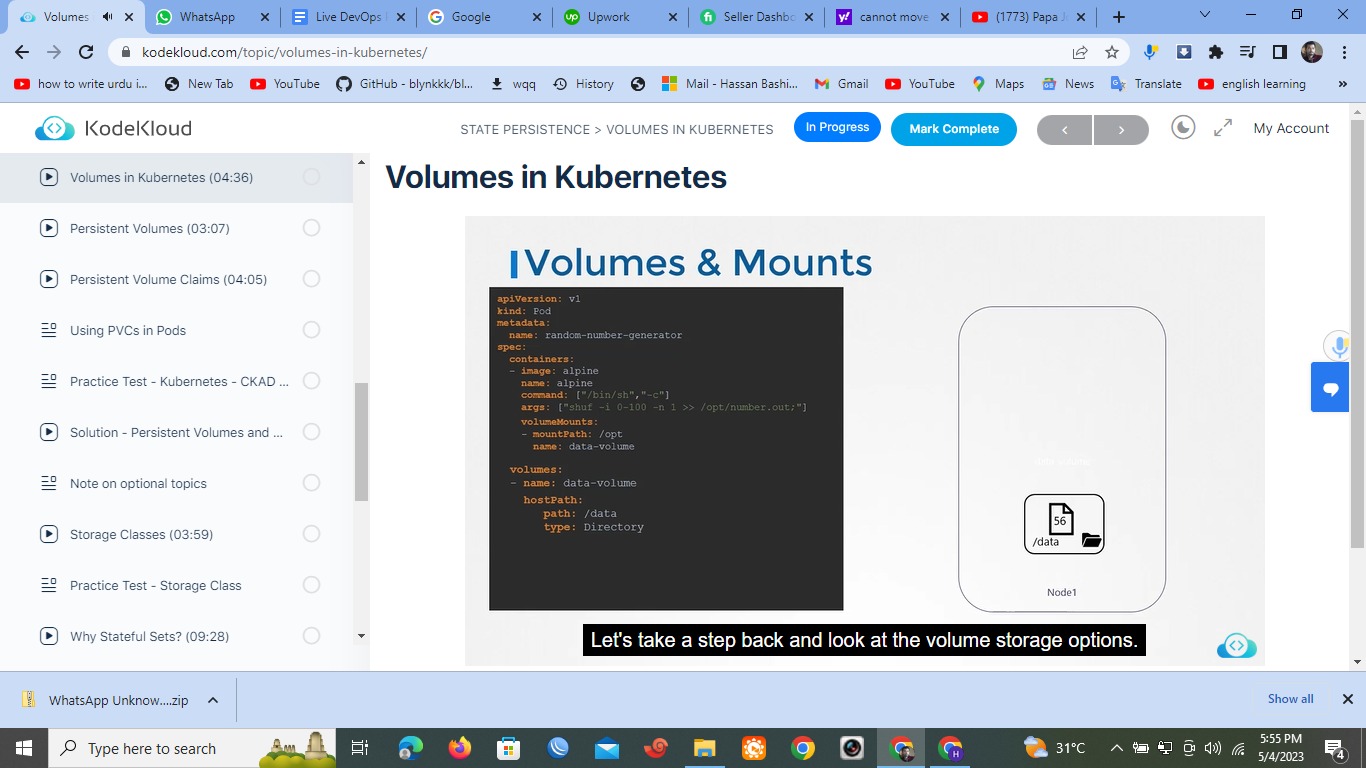 Volumes
WhatsApp
Live DevOps
Google
Upwork
Seller Dashbo
cannot move
(1773) Papa J
kodekloud.com/topic/volumes-in-kubernetes/
how to write urdu i...
New Tab
YouTube
GitHub - blynkkk/bl...
wqq
History
Mail - Hassan Bashi...
Gmail
YouTube
Maps
News
Translate
english learning
»
KodeKloud
STATE PERSISTENCE > VOLUMES IN KUBERNETES
In Progress
Mark Complete
My Account
Volumes in Kubernetes (04:36)
Persistent Volumes (03:07)
Persistent Volume Claims (04:05)
Using PVCs in Pods
Practice Test - Kubernetes - CKAD ...
Solution - Persistent Volumes and ...
Note on optional topics
Storage Classes (03:59)
Practice Test - Storage Class
Why Stateful Sets? (09:28)
Volumes in Kubernetes
Volumes & Mounts
apiVersion: v1
kind: Pod
metadata:
name: random-number-generator
spec:
containers:
- image: alpine
name: alpine
command: ["/bin/sh","-c"]
args: ["shuf -i 0-100 -n 1 >> /opt/number.out;"]
volumeMounts:
- mountPath: /opt
name: data-volume
volumes:
- name: data-volume
hostPath:
path: /data
type: Directory
56
/data
Node1
Let's take a step back and look at the volume storage options.
WhatsApp Unknow....zip
Show all
Type here to search
31°C
5:55 PM
5/4/2023
4